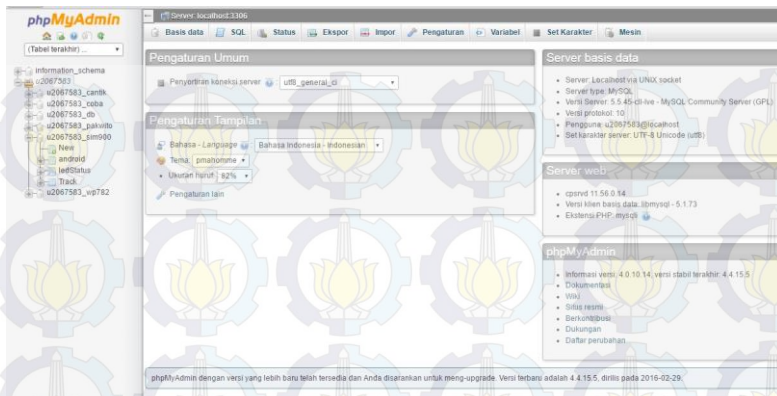 phpMyAdmin
(Tabel terakhir) ...
information_schema
u2067583
u2067583_cantik
u2067583_coba
u2067583_db
u2067583_pakwito
u2067583_sim900
New
android
ledStatus
Track
u2067583_wp782
Server: localhost:3306
Basis data SQL Status Ekspor Impor Pengaturan Variabel Set Karakter Mesin
Pengaturan Umum
Penyortiran koneksi server utf8_general_ci
Pengaturan Tampilan
Bahasa - Language Bahasa Indonesia - Indonesian
Tema: pmahomme
Ukuran huruf: 82%
Pengaturan lain
Server basis data
Server: Localhost via UNIX socket
Server type: MySQL
Versi Server: 5.5.45-cll-lve - MySQL Community Server (GPL)
Versi protokol: 10
Pengguna: u2067583@localhost
Set karakter server: UTF-8 Unicode (utf8)
Server web
cpsrvd 11.56.0.14
Versi klien basis data: libmysql - 5.1.73
Ekstensi PHP: mysqli
phpMyAdmin
Informasi versi: 4.0.10.14, versi stabil terakhir: 4.4.15.5
Dokumentasi
Wiki
Situs resmi
Berkontribusi
Dukungan
Daftar perubahan
phpMyAdmin dengan versi yang lebih baru telah tersedia dan Anda disarankan untuk meng-upgrade. Versi terbaru adalah 4.4.15.5, dirilis pada 2016-02-29.